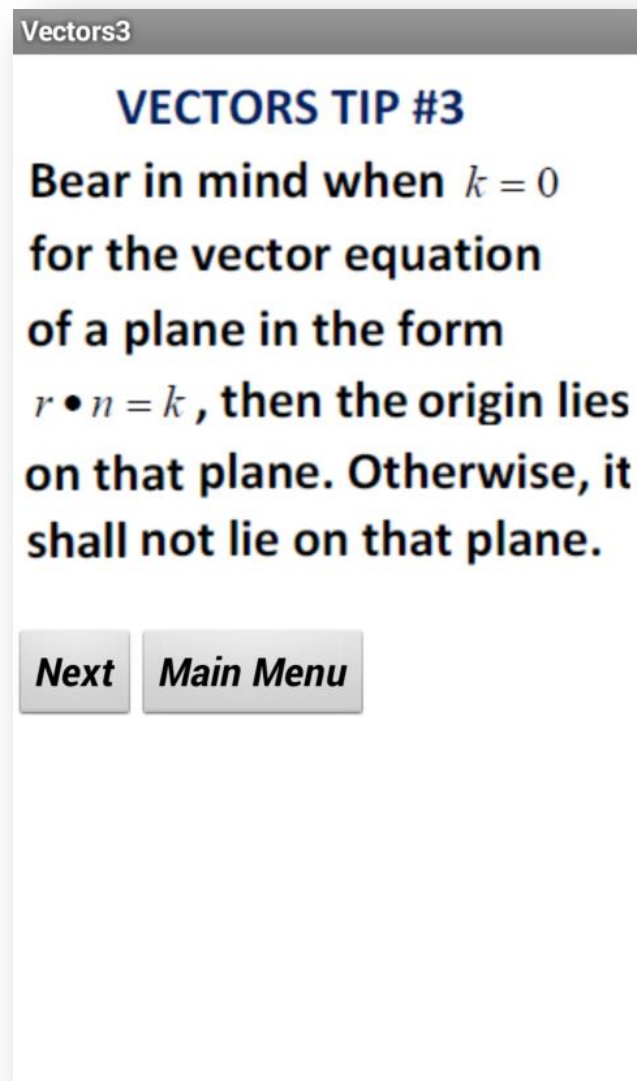 Vectors3
VECTORS TIP #3
Bear in mind when k = 0
for the vector equation
of a plane in the form
r • n = k , then the origin lies
on that plane. Otherwise, it
shall not lie on that plane.
Next Main Menu